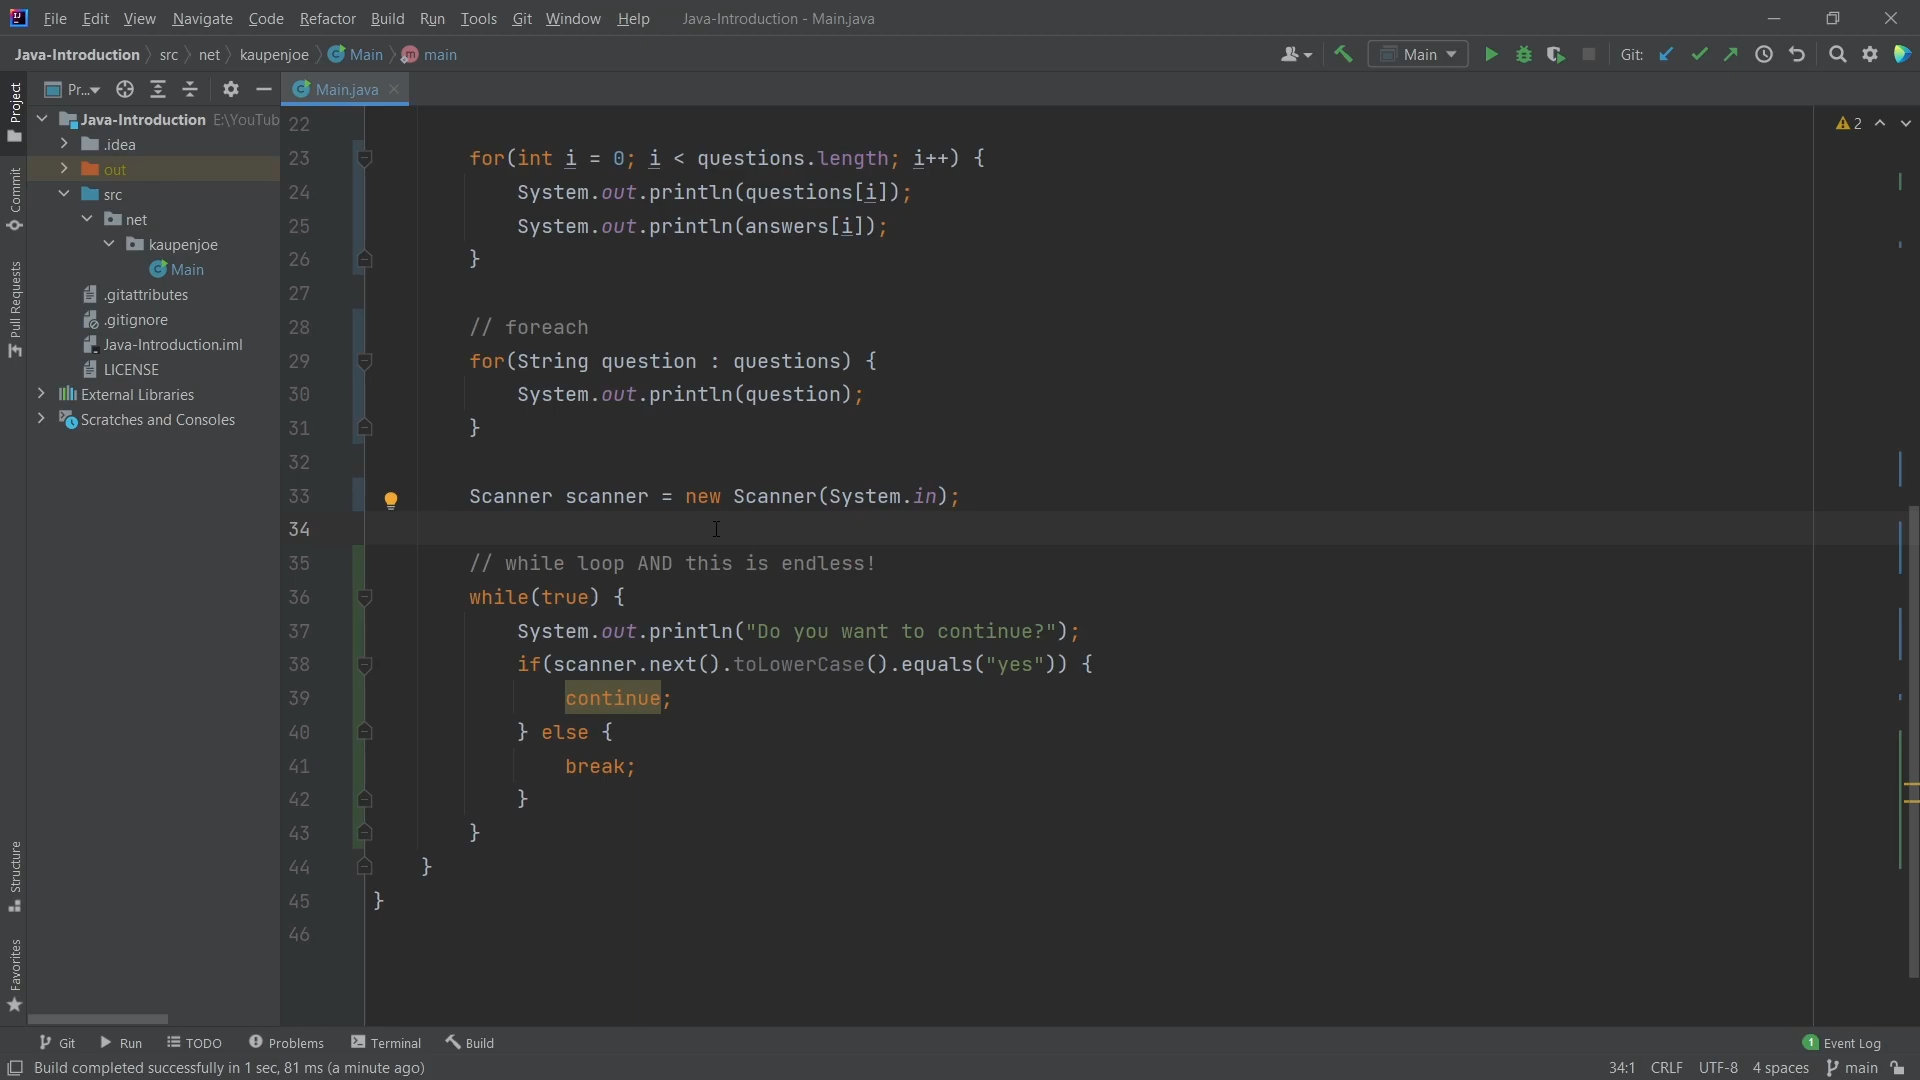 File Edit View Navigate Code Refactor Build Run Tools Git Window Help Java-Introduction - Main.java
Java-Introduction src net kaupenjoe Main main
Main Git:
Project
Commit
Pull Requests
Structure
Favorites
Pr...
Java-Introduction E:\YouTub
.idea
out
src
net
kaupenjoe
Main
.gitattributes
.gitignore
Java-Introduction.iml
LICENSE
External Libraries
Scratches and Consoles
Main.java
2
22
23 for(int i = 0; i < questions.length; i++) {
24 System.out.println(questions[i]);
25 System.out.println(answers[i]);
26 }
27
28 // foreach
29 for(String question : questions) {
30 System.out.println(question);
31 }
32
33 Scanner scanner = new Scanner(System.in);
34
35 // while loop AND this is endless!
36 while(true) {
37 System.out.println("Do you want to continue?");
38 if(scanner.next().toLowerCase().equals("yes")) {
39 continue;
40 } else {
41 break;
42 }
43 }
44 }
45 }
46
Git Run TODO Problems Terminal Build 1 Event Log
Build completed successfully in 1 sec, 81 ms (a minute ago) 34:1 CRLF UTF-8 4 spaces main